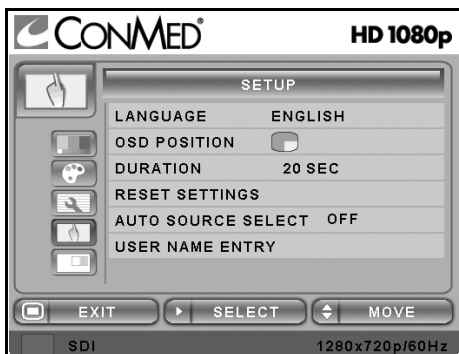 CONMED® HD 1080p
SETUP
LANGUAGE ENGLISH
OSD POSITION
DURATION 20 SEC
RESET SETTINGS
AUTO SOURCE SELECT OFF
USER NAME ENTRY
EXIT SELECT MOVE
SDI 1280x720p/60Hz